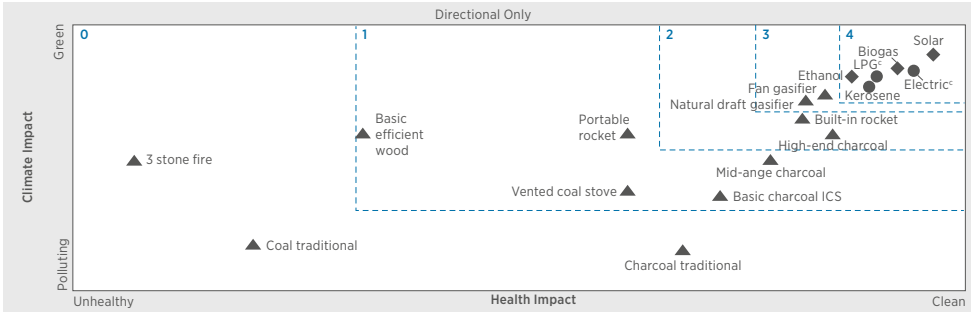 Directional Only
Green
0
1
2
3
4
Solar
Biogas
LPGᶜ
Ethanol
Electricᶜ
Fan gasifier
Kerosene
Natural draft gasifier
Basic
efficient
wood
Portable
rocket
Built-in rocket
High-end charcoal
3 stone fire
Mid-ange charcoal
Vented coal stove
Basic charcoal ICS
Coal traditional
Charcoal traditional
Climate Impact
Polluting
Unhealthy
Health Impact
Clean